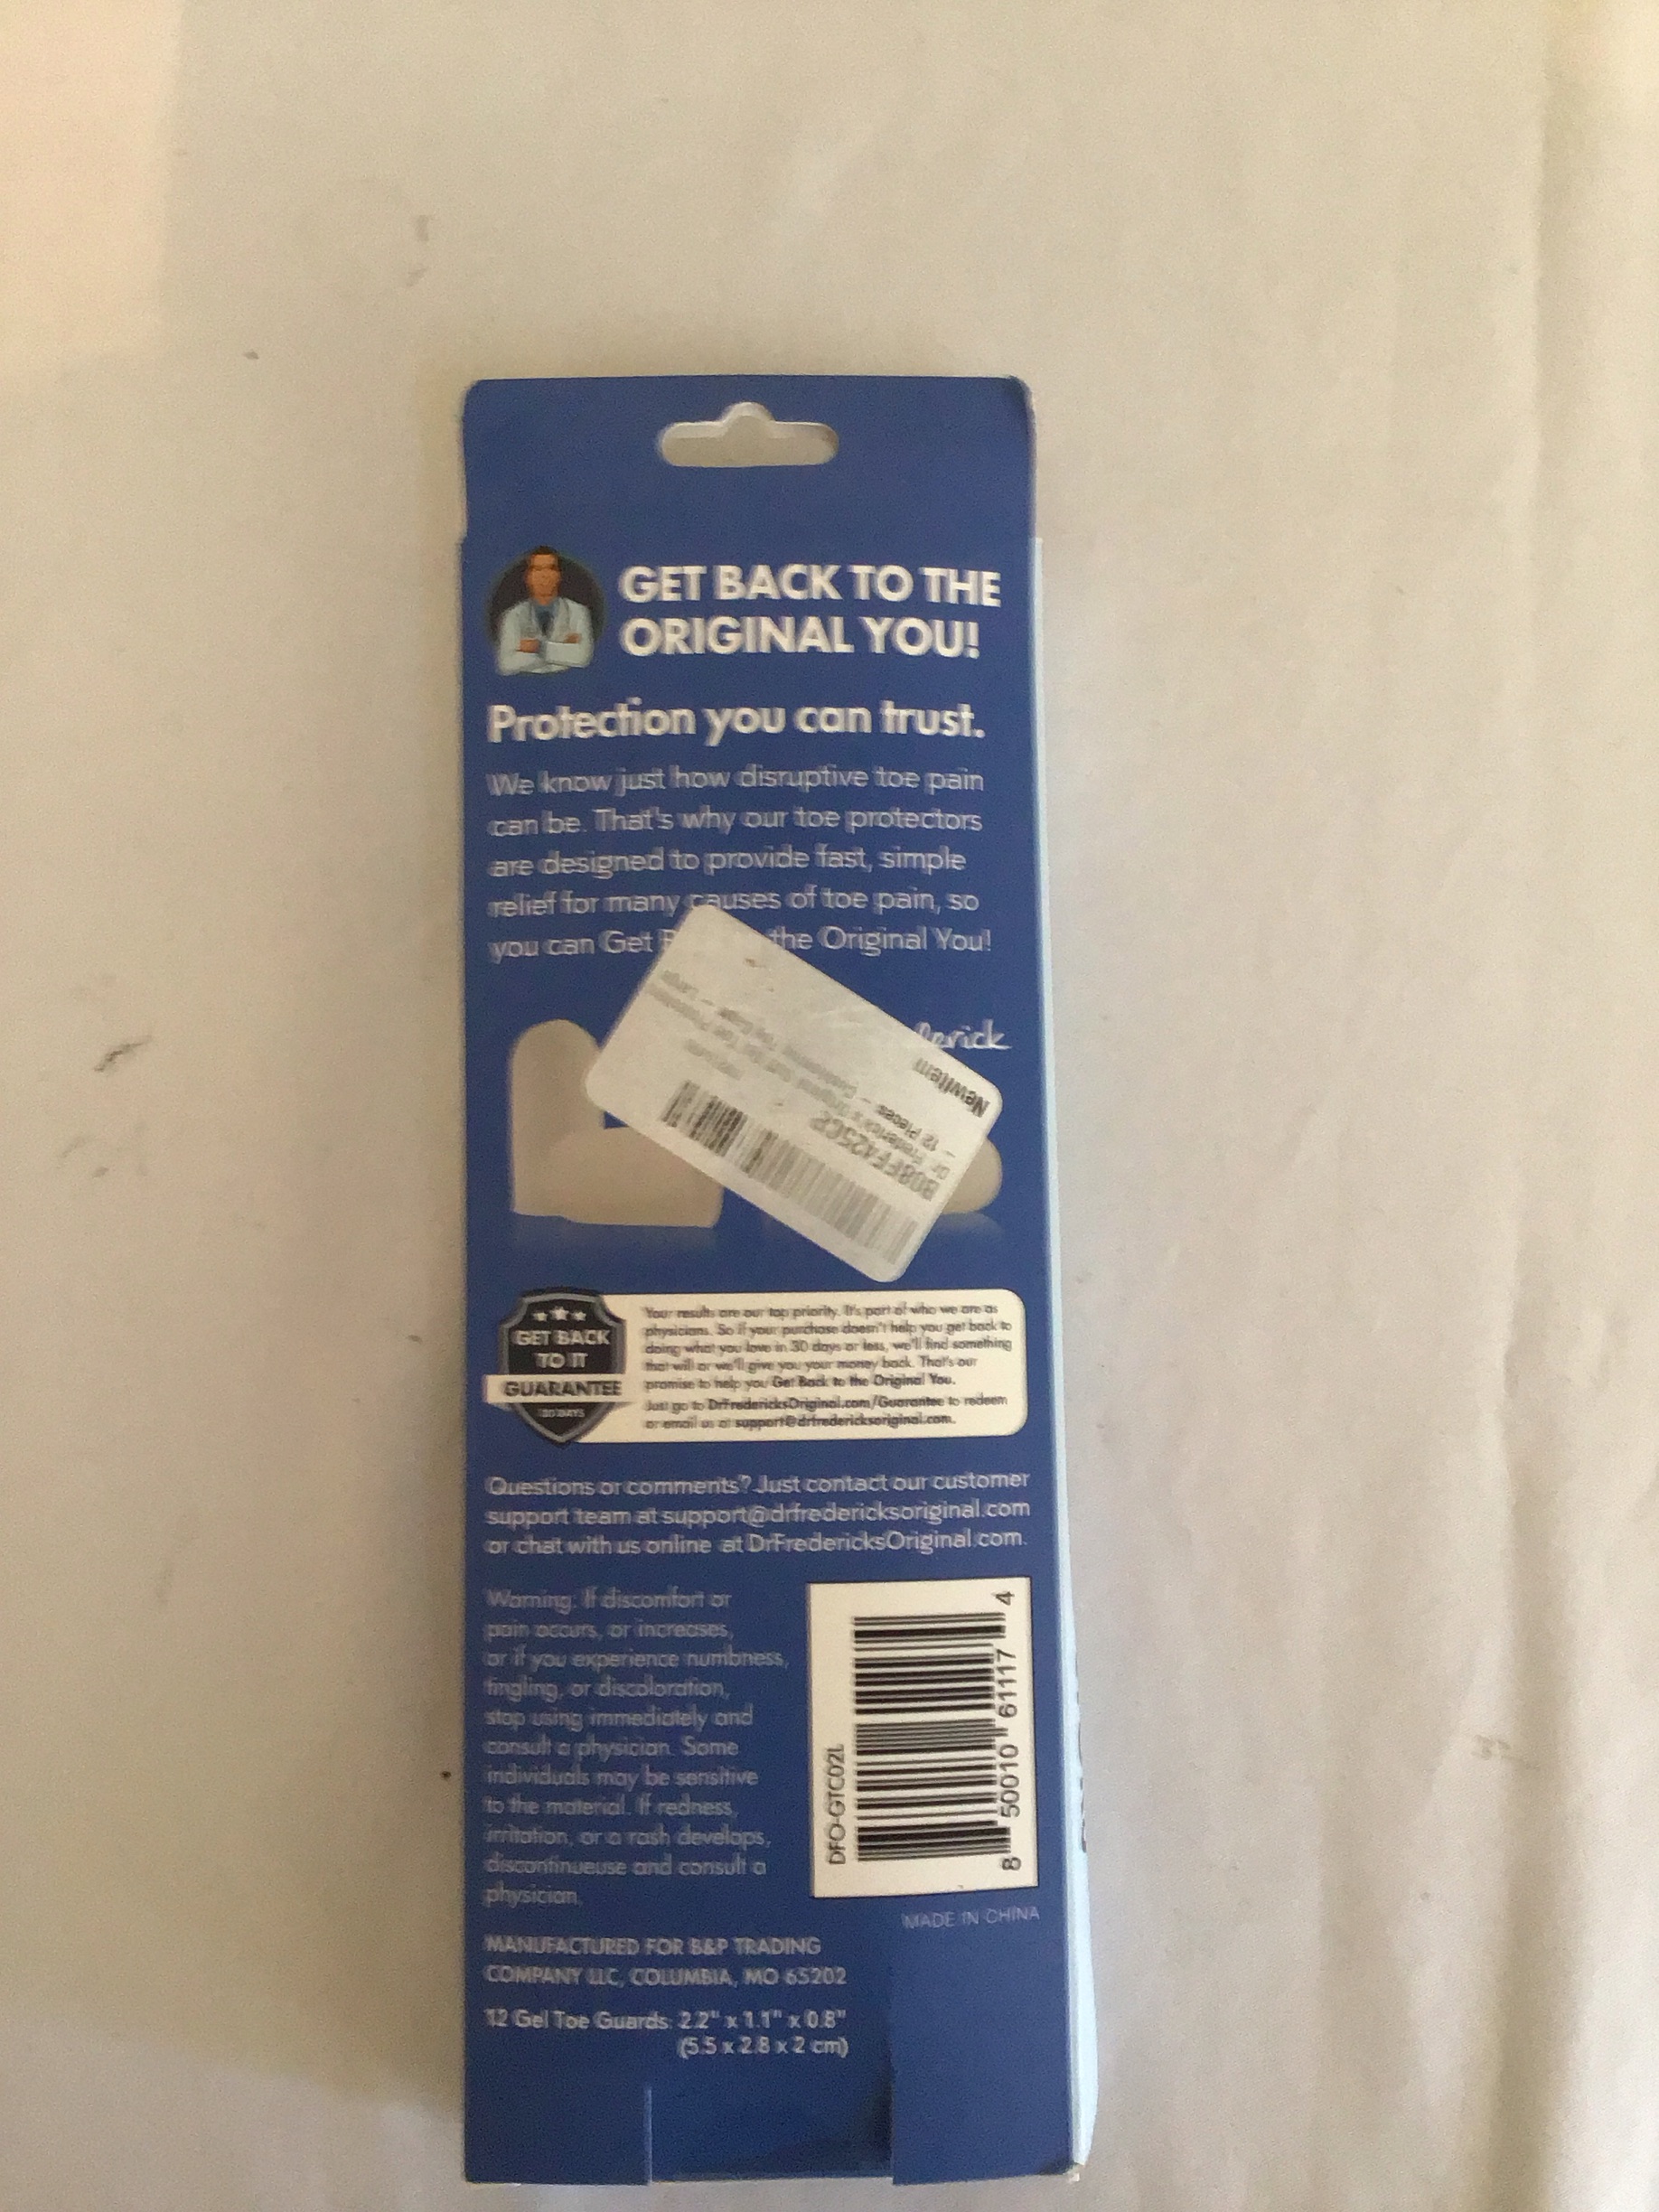 GET BACK TO THE
ORIGINAL YOU!
Protection you can trust.
We know just how disruptive toe pain
can be. That's why our toe protectors
are designed to provide fast, simple
relief for many causes of toe pain, so
you can Get the Original You!
erick
NewItem
12 Pieces
Your results are our top priority. It's part of who we are as
physicians. So if your purchase doesn't help you get back to
doing what you love in 30 days or less, we'll find something
that will or we'll give you your money back. That's our
promise to help you Get Back to the Original You.
Just go to DrFredericksOriginal.com/Guarantee to redeem
or email us at support@drfredericksoriginal.com.
GET BACK
TO IT
GUARANTEE
30 DAYS
Questions or comments? Just contact our customer
support team at support@drfredericksoriginal.com
or chat with us online at DrFredericksOriginal.com.
Warning: If discomfort or
pain occurs, or increases,
or if you experience numbness,
tingling, or discoloration,
stop using immediately and
consult a physician. Some
individuals may be sensitive
to the material. If redness,
irritation, or a rash develops,
discontinueuse and consult a
physician.
DFO-GTC02L
8 50010 61117 4
MADE IN CHINA
MANUFACTURED FOR B&P TRADING
COMPANY LLC, COLUMBIA, MO 65202
12 Gel Toe Guards: 2.2" x 1.1" x 0.8"
(5.5 x 2.8 x 2 cm)